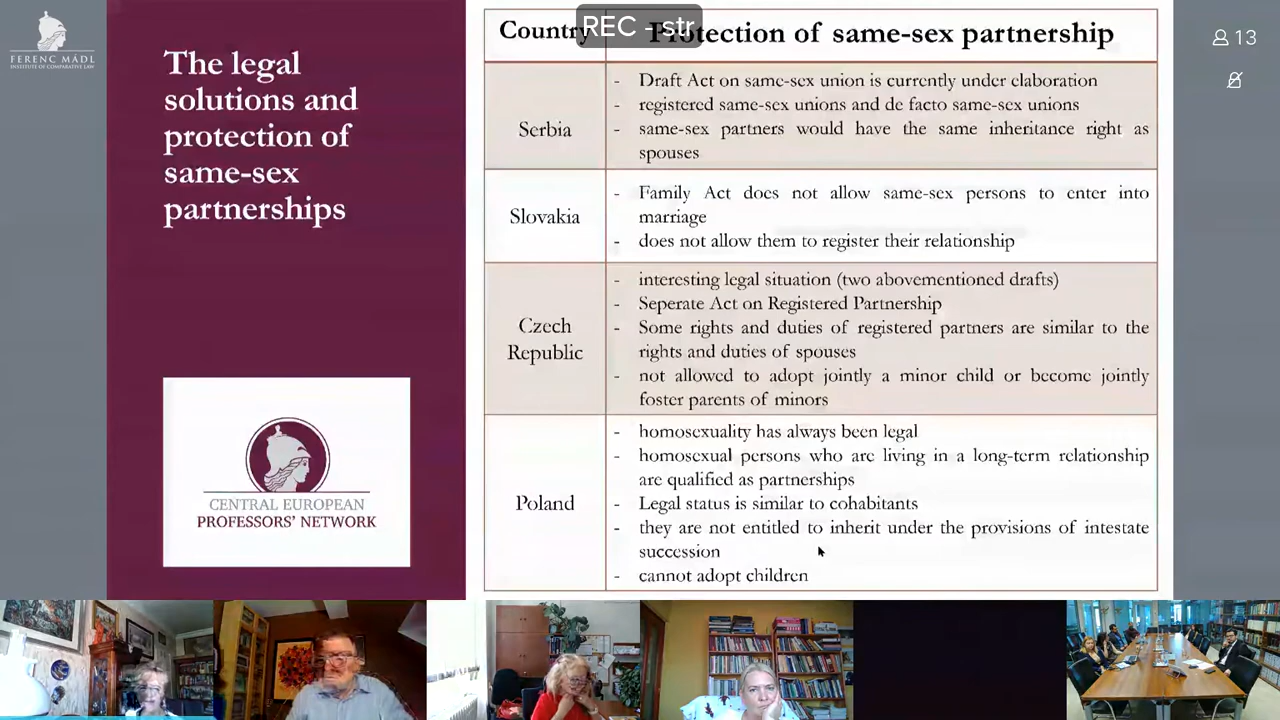 FERENC MÁDL
INSTITUTE OF COMPARATIVE LAW
The legal
solutions and
protection of
same-sex
partnerships
CENTRAL EUROPEAN
PROFESSORS' NETWORK
REC - str
13
Country
Protection of same-sex partnership
Serbia
- Draft Act on same-sex union is currently under elaboration
- registered same-sex unions and de facto same-sex unions
- same-sex partners would have the same inheritance right as
spouses
Slovakia
- Family Act does not allow same-sex persons to enter into
marriage
- does not allow them to register their relationship
Czech
Republic
- interesting legal situation (two abovementioned drafts)
- Seperate Act on Registered Partnership
- Some rights and duties of registered partners are similar to the
rights and duties of spouses
- not allowed to adopt jointly a minor child or become jointly
foster parents of minors
Poland
- homosexuality has always been legal
- homosexual persons who are living in a long-term relationship
are qualified as partnerships
- Legal status is similar to cohabitants
- they are not entitled to inherit under the provisions of intestate
succession
- cannot adopt children